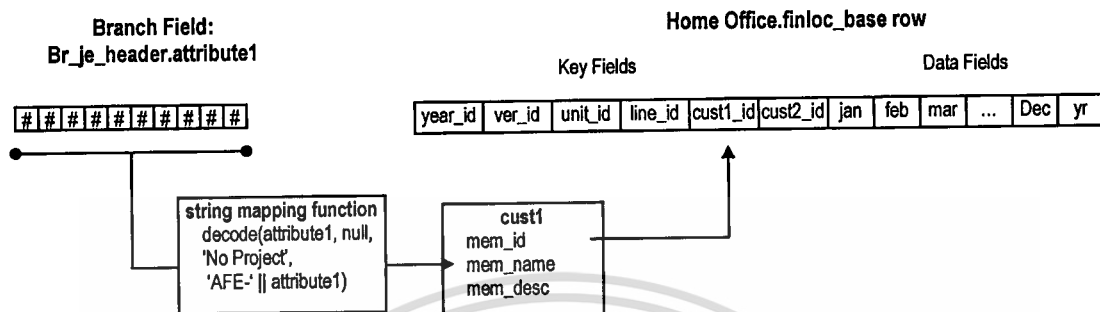 Branch Field:
Br_je_header.attribute1
Home Office.finloc_base row
Key Fields
Data Fields
# # # # # # # # # #
year_id ver_id unit_id line_id cust1_id cust2_id jan feb mar ... Dec yr
string mapping function
decode(attribute1, null,
'No Project',
'AFE-' || attribute1)
cust1
mem_id
mem_name
mem_desc